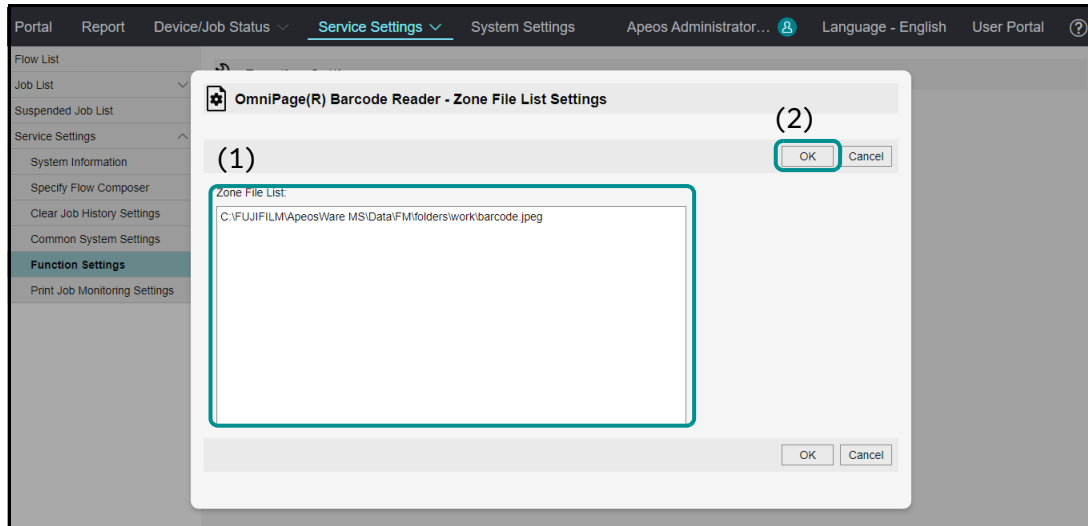 Portal Report Device/Job Status Service Settings System Settings Apeos Administrator... Language - English User Portal ?
Flow List
Job List
Suspended Job List
Service Settings
System Information
Specify Flow Composer
Clear Job History Settings
Common System Settings
Function Settings
Print Job Monitoring Settings
OmniPage(R) Barcode Reader - Zone File List Settings
(2)
OK Cancel
(1)
Zone File List:
C:\FUJIFILM\ApeosWare MS\Data\FM\folders\work\barcode.jpeg
OK Cancel